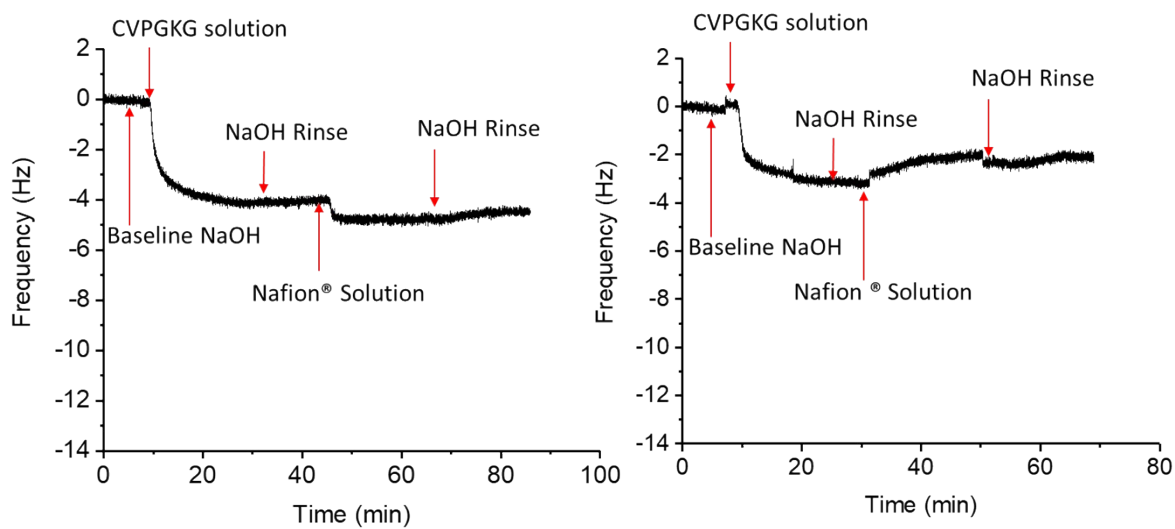 CVPGKG solution
2
0
-2
-4
-6
-8
-10
-12
-14
Frequency (Hz)
NaOH Rinse
NaOH Rinse
Baseline NaOH
Nafion® Solution
0
20
40
60
80
100
Time (min)
CVPGKG solution
2
0
-2
-4
-6
-8
-10
-12
-14
Frequency (Hz)
NaOH Rinse
NaOH Rinse
Baseline NaOH
Nafion ® Solution
0
20
40
60
80
Time (min)